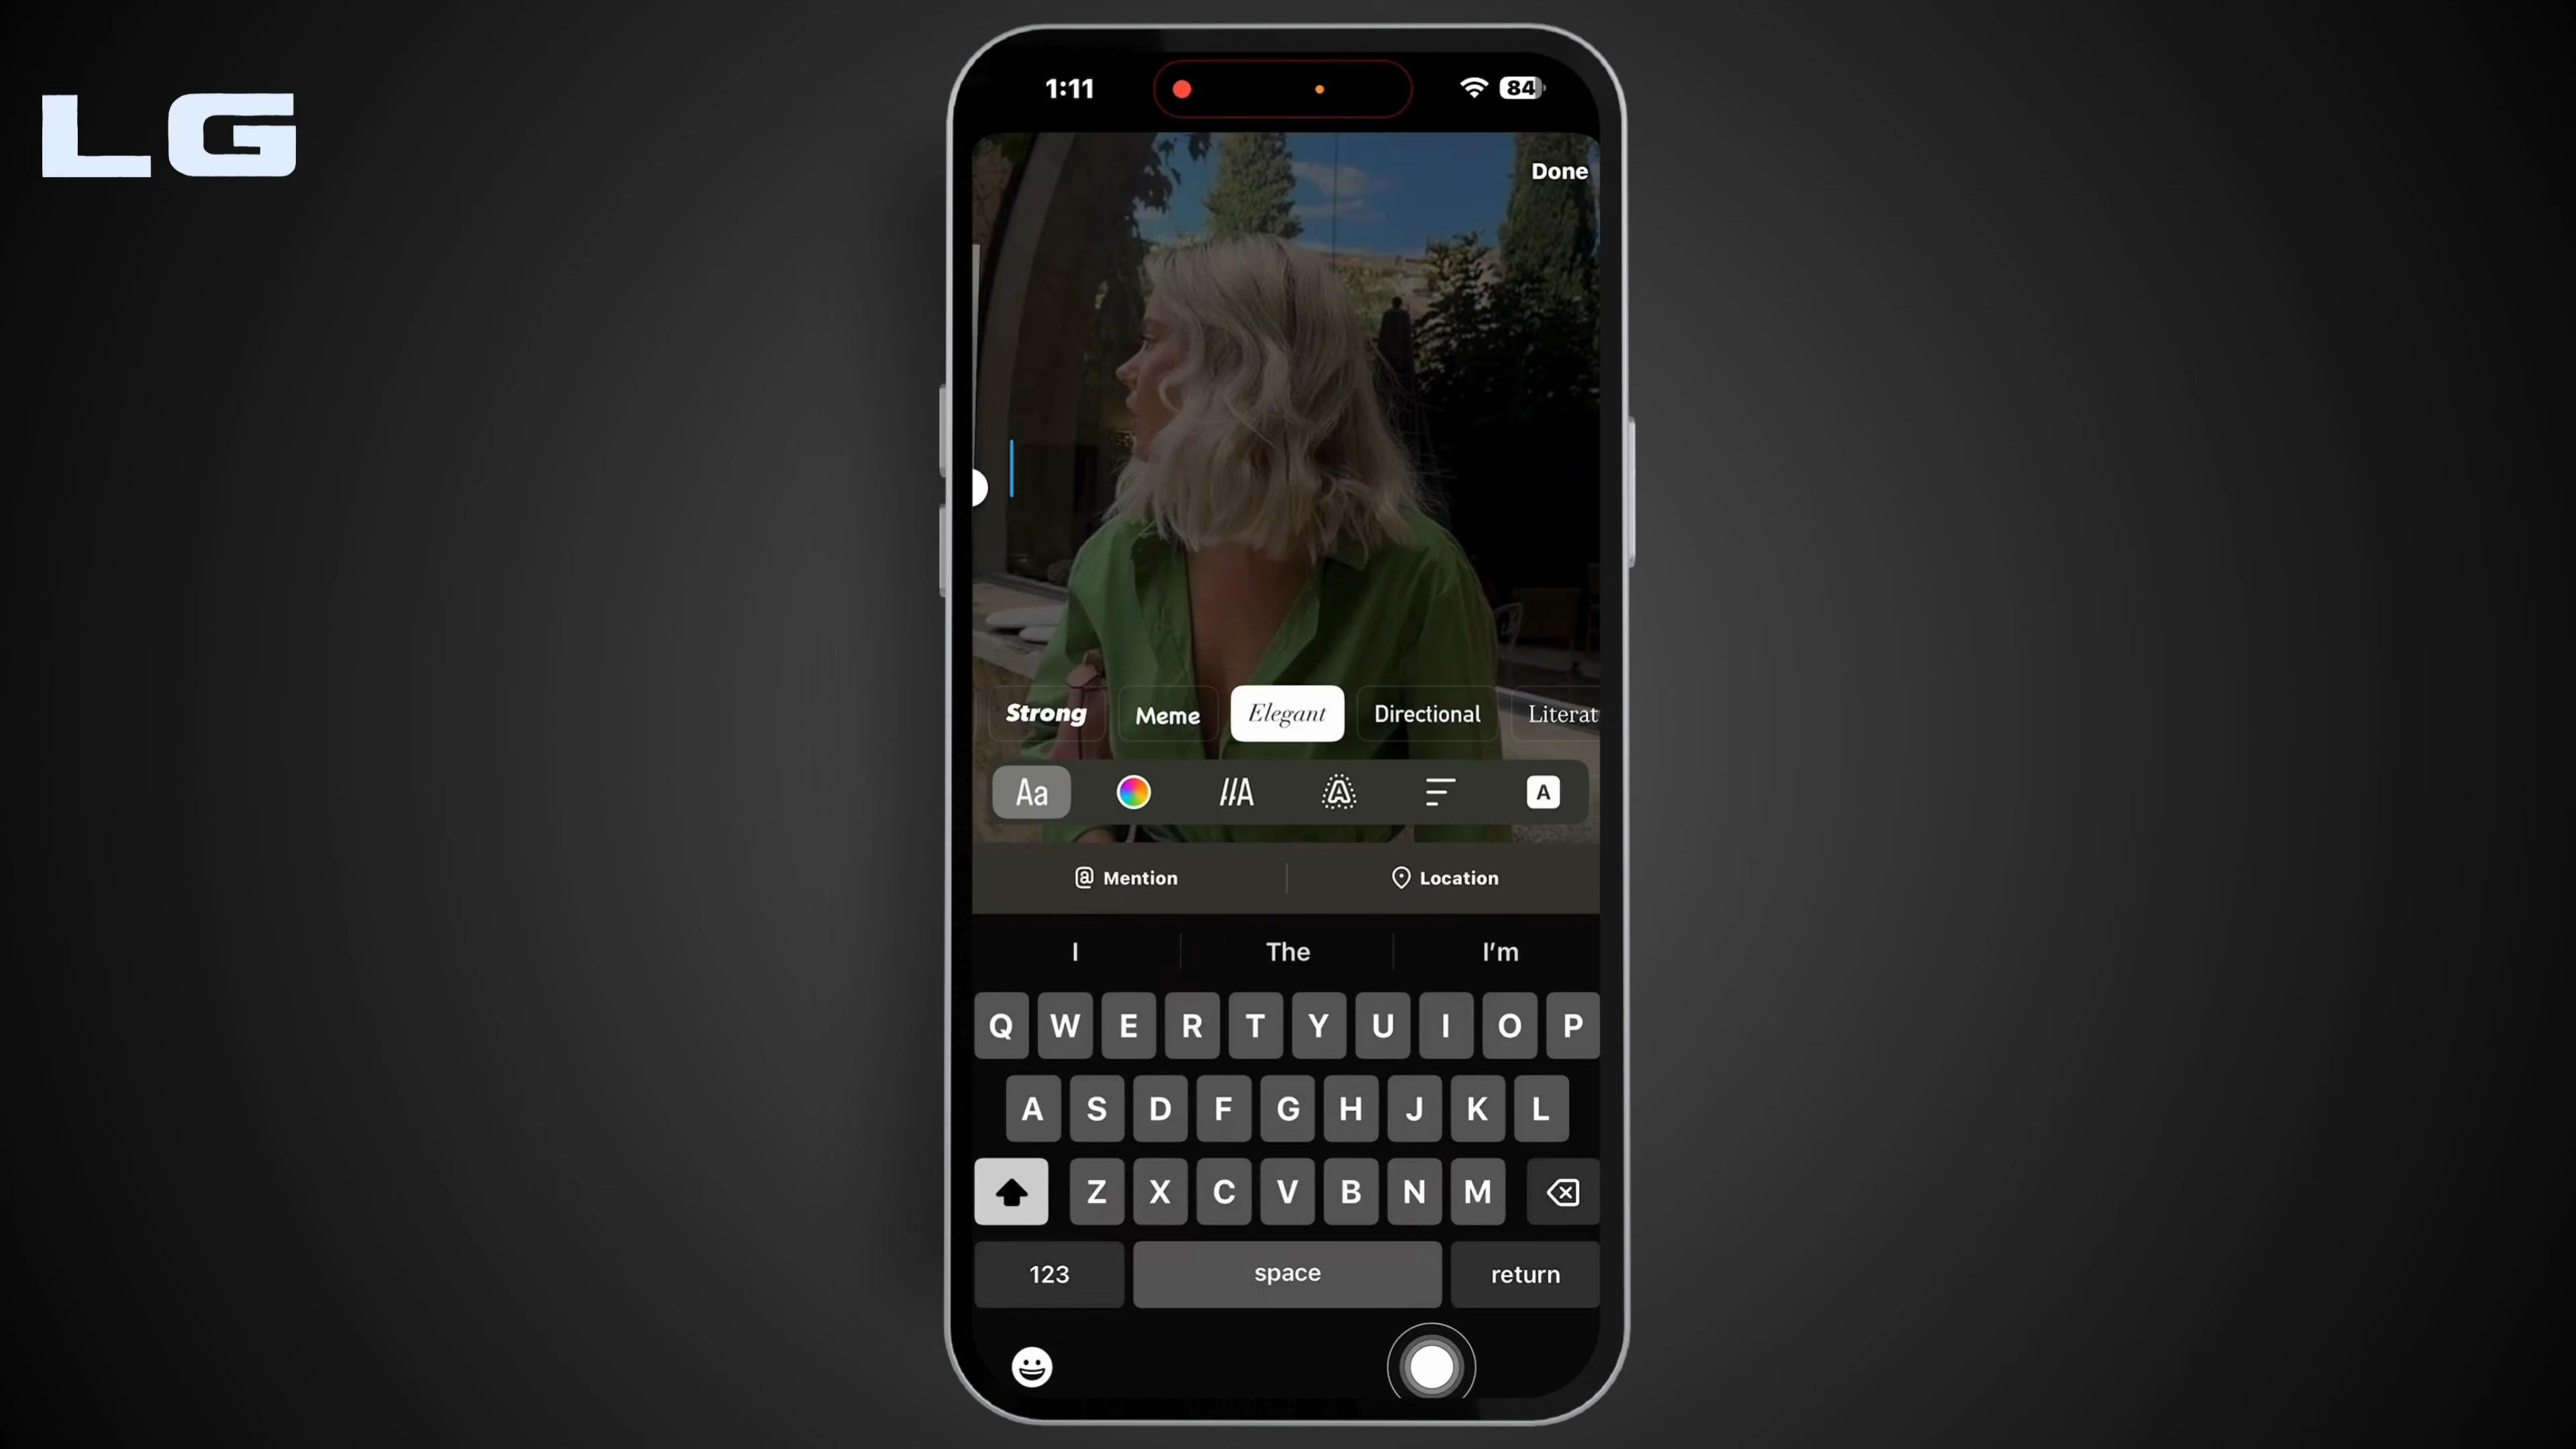 LG
1:11
84
Done
Strong Meme Elegant Directional Literat
Aa A A A
@ Mention Location
I The I'm
Q W E R T Y U I O P
A S D F G H J K L
Z X C V B N M
123 space return